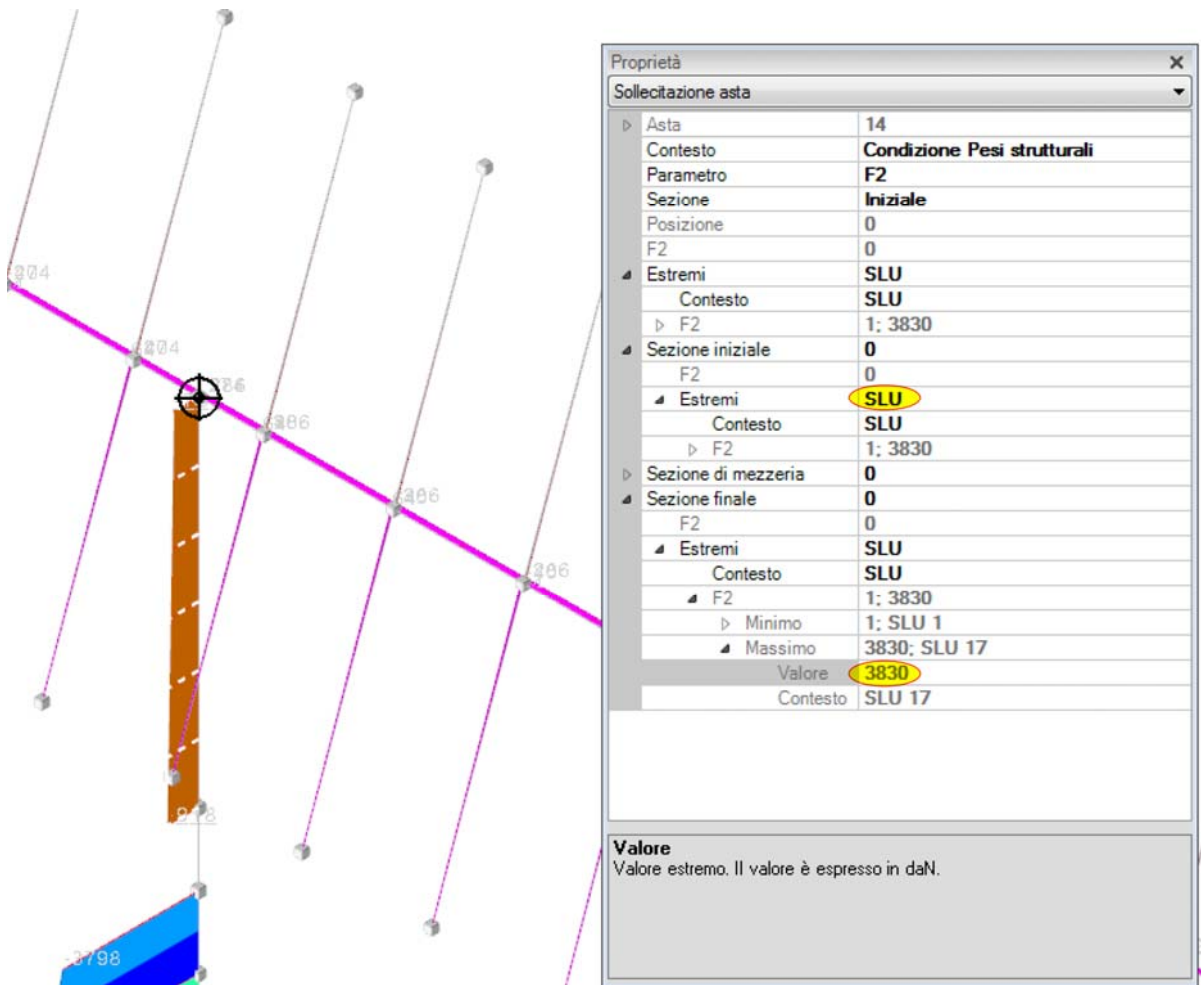 Proprietà
Sollecitazione asta
Asta 14
Contesto Condizione Pesi strutturali
Parametro F2
Sezione Iniziale
Posizione 0
F2 0
Estremi SLU
Contesto SLU
F2 1; 3830
Sezione iniziale 0
F2 0
Estremi SLU
Contesto SLU
F2 1; 3830
Sezione di mezzeria 0
Sezione finale 0
F2 0
Estremi SLU
Contesto SLU
F2 1; 3830
Minimo 1; SLU 1
Massimo 3830; SLU 17
Valore 3830
Contesto SLU 17
Valore
Valore estremo. Il valore è espresso in daN.
-3798